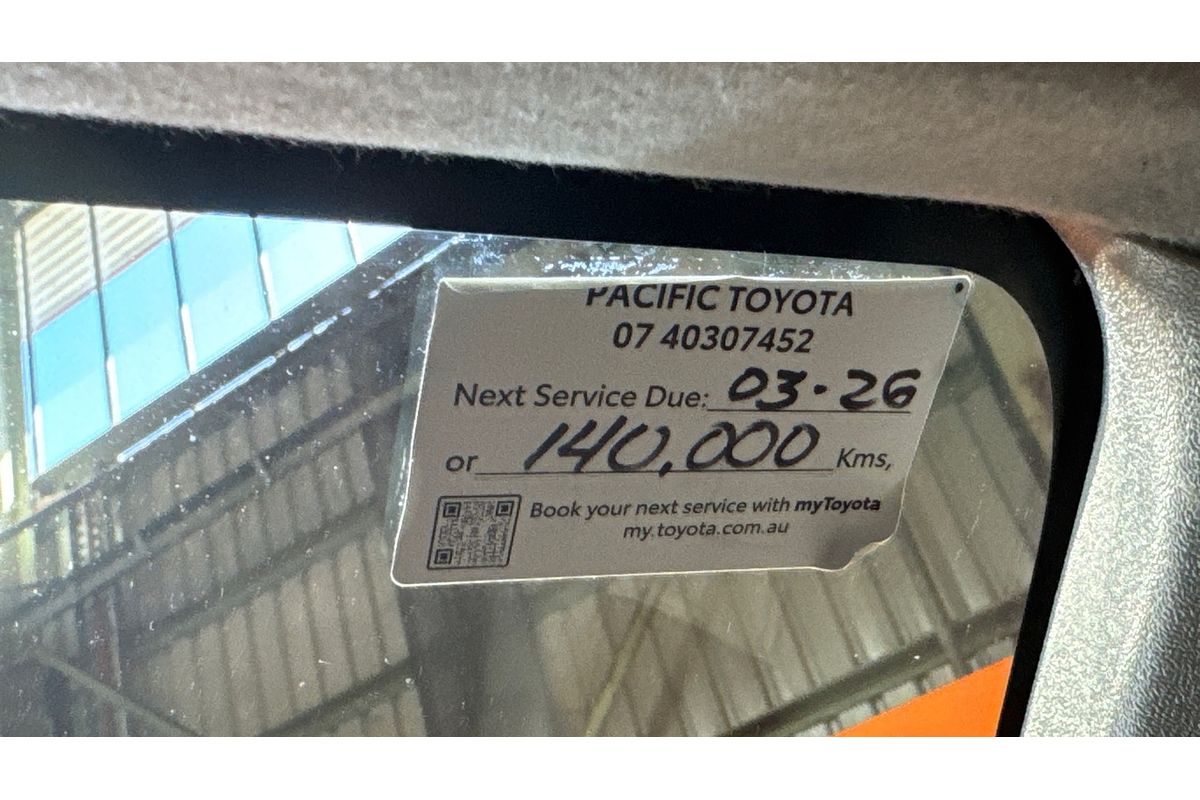 PACIFIC TOYOTA
07 40307452
Next Service Due: 03.26
or 140,000 Kms,
Book your next service with myToyota
my.toyota.com.au